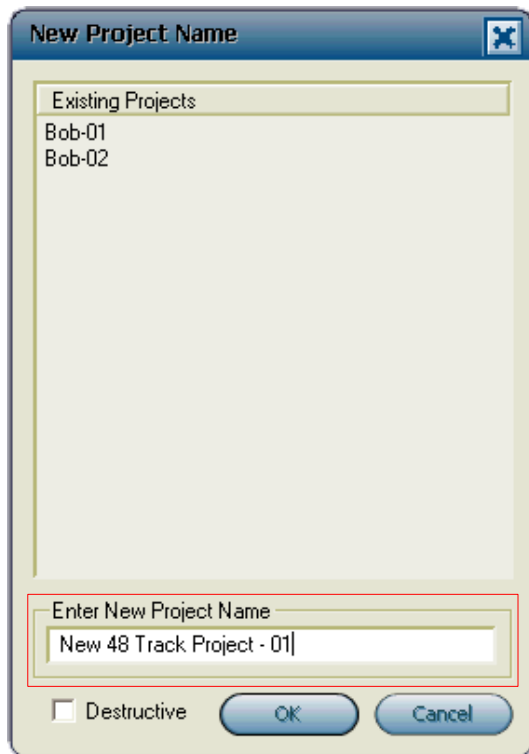 New Project Name
Existing Projects
Bob-01
Bob-02
Enter New Project Name
New 48 Track Project - 01
Destructive
OK
Cancel